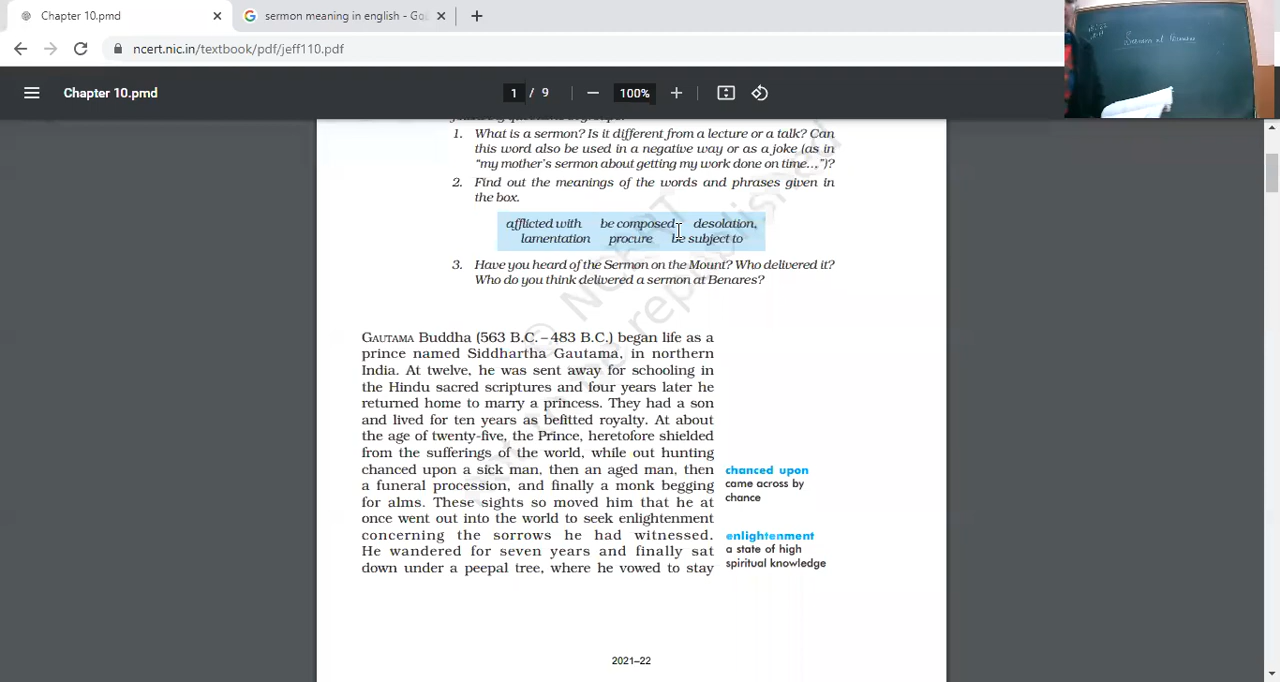 Chapter 10.pmd
sermon meaning in english - Go
ncert.nic.in/textbook/pdf/jeff110.pdf
Chapter 10.pmd
1 / 9
100%
Sermon at Benares
1. What is a sermon? Is it different from a lecture or a talk? Can
this word also be used in a negative way or as a joke (as in
“my mother’s sermon about getting my work done on time…”)?
2. Find out the meanings of the words and phrases given in
the box.
afflicted with be composed desolation,
lamentation procure be subject to
3. Have you heard of the Sermon on the Mount? Who delivered it?
Who do you think delivered a sermon at Benares?
GAUTAMA Buddha (563 B.C. – 483 B.C.) began life as a
prince named Siddhartha Gautama, in northern
India. At twelve, he was sent away for schooling in
the Hindu sacred scriptures and four years later he
returned home to marry a princess. They had a son
and lived for ten years as befitted royalty. At about
the age of twenty-five, the Prince, heretofore shielded
from the sufferings of the world, while out hunting
chanced upon a sick man, then an aged man, then
a funeral procession, and finally a monk begging
for alms. These sights so moved him that he at
once went out into the world to seek enlightenment
concerning the sorrows he had witnessed.
He wandered for seven years and finally sat
down under a peepal tree, where he vowed to stay
chanced upon
came across by
chance
enlightenment
a state of high
spiritual knowledge
© NCERT
not to be republished
2021–22